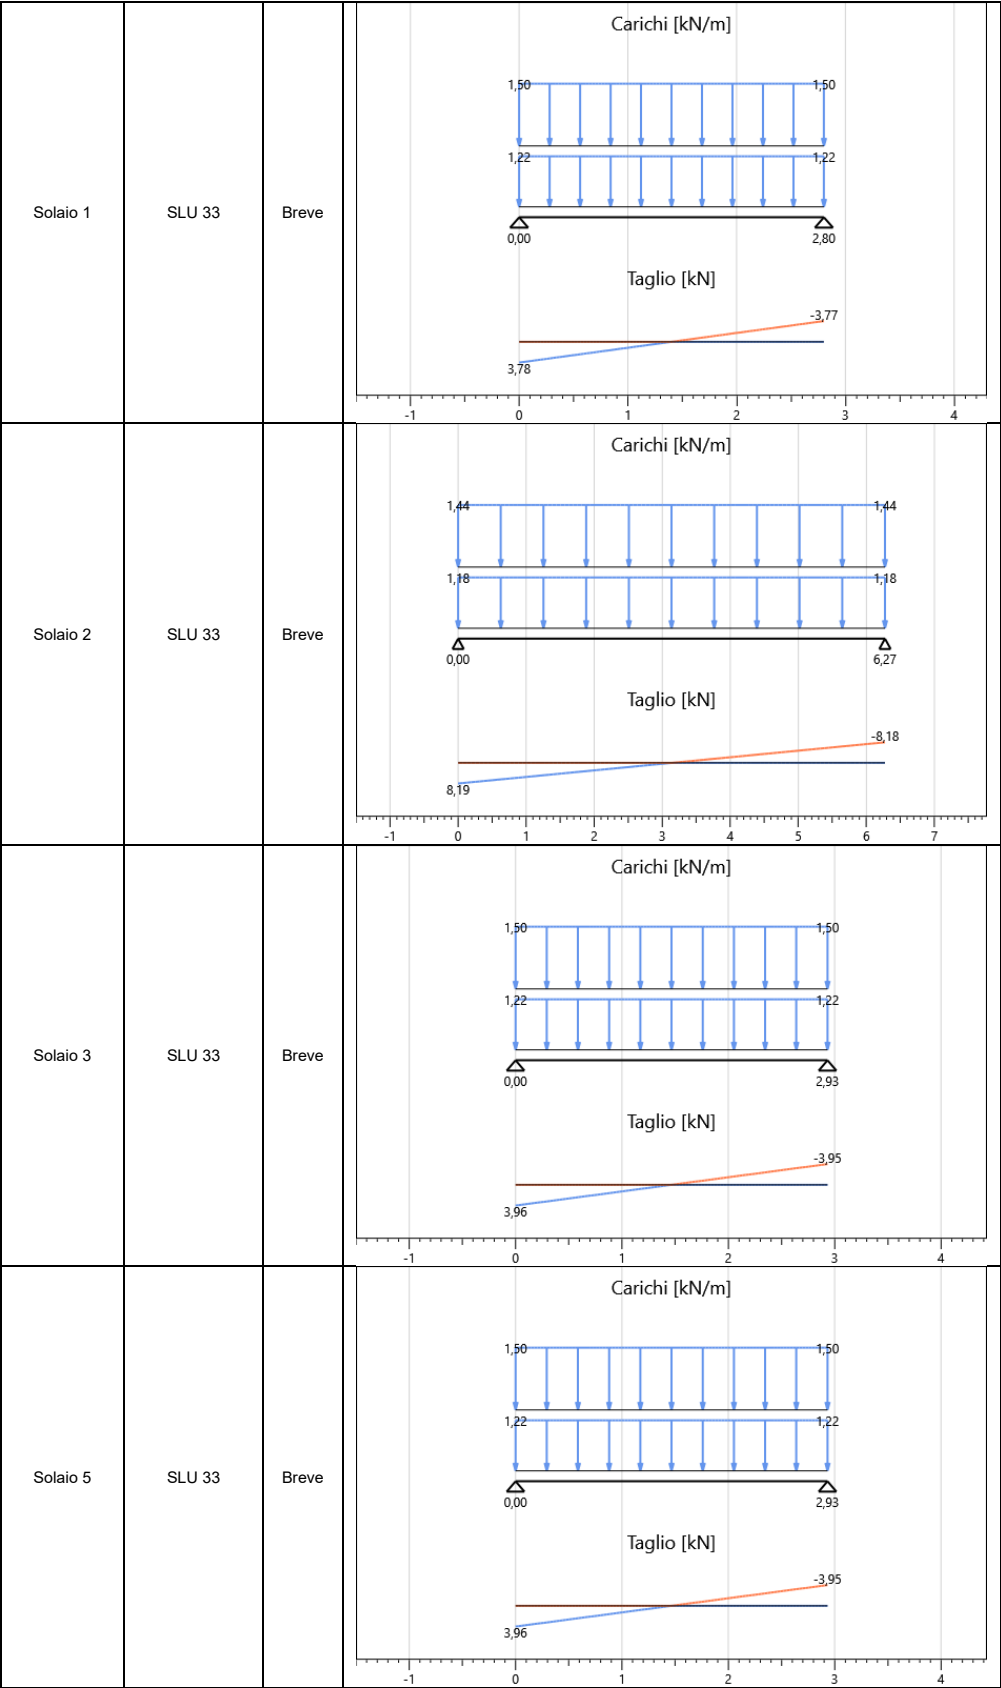 Carichi [kN/m]
1,50 1,50
1,22 1,22
0,00 2,80
Solaio 1 SLU 33 Breve
Taglio [kN]
-3,77
3,78
-1 0 1 2 3 4
Carichi [kN/m]
1,44 1,44
1,18 1,18
0,00 6,27
Solaio 2 SLU 33 Breve
Taglio [kN]
-8,18
8,19
-1 0 1 2 3 4 5 6 7
Carichi [kN/m]
1,50 1,50
1,22 1,22
0,00 2,93
Solaio 3 SLU 33 Breve
Taglio [kN]
-3,95
3,96
-1 0 1 2 3 4
Carichi [kN/m]
1,50 1,50
1,22 1,22
0,00 2,93
Solaio 5 SLU 33 Breve
Taglio [kN]
-3,95
3,96
-1 0 1 2 3 4